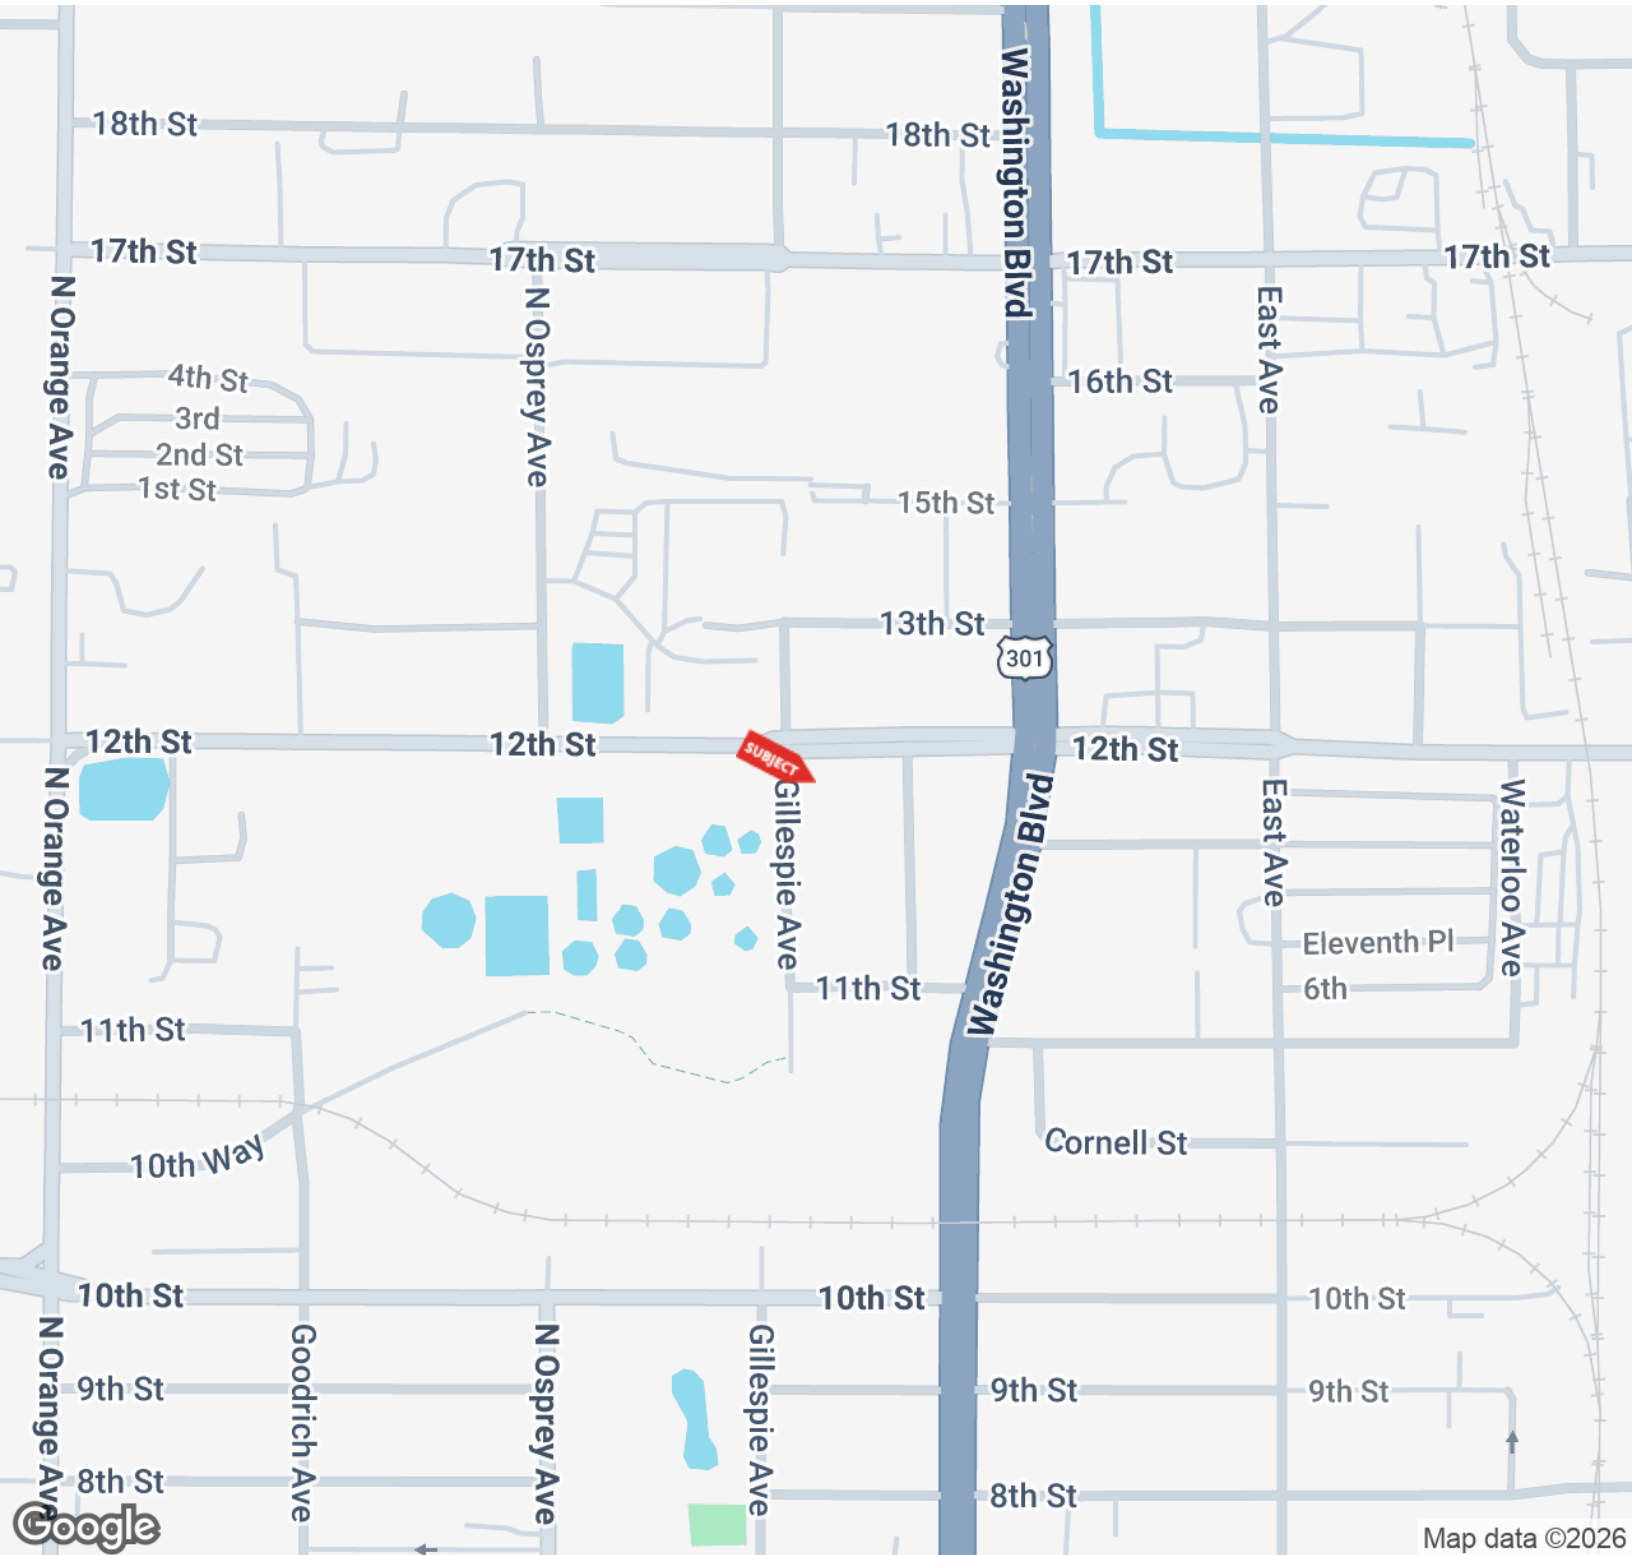 Washington Blvd
18th St
18th St
17th St
17th St
17th St
17th St
N Orange Ave
N Osprey Ave
East Ave
4th St
16th St
3rd
2nd St
1st St
15th St
13th St
301
12th St
12th St
12th St
SUBJECT
N Orange Ave
Gillespie Ave
Washington Blvd
East Ave
Waterloo Ave
Eleventh Pl
11th St
6th
11th St
10th Way
Cornell St
10th St
10th St
10th St
N Orange Ave
Goodrich Ave
N Osprey Ave
Gillespie Ave
9th St
9th St
9th St
8th St
8th St
Google
Map data ©2026